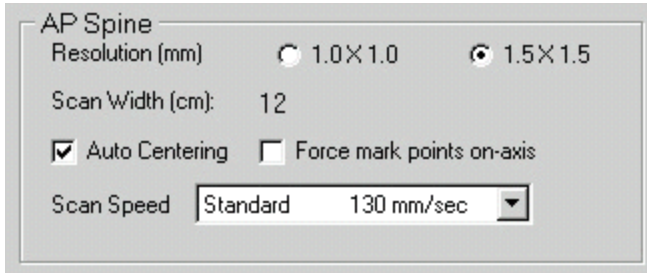 AP Spine
Resolution (mm) 1.0X1.0 1.5X1.5
Scan Width (cm): 12
Auto Centering Force mark points on-axis
Scan Speed Standard 130 mm/sec